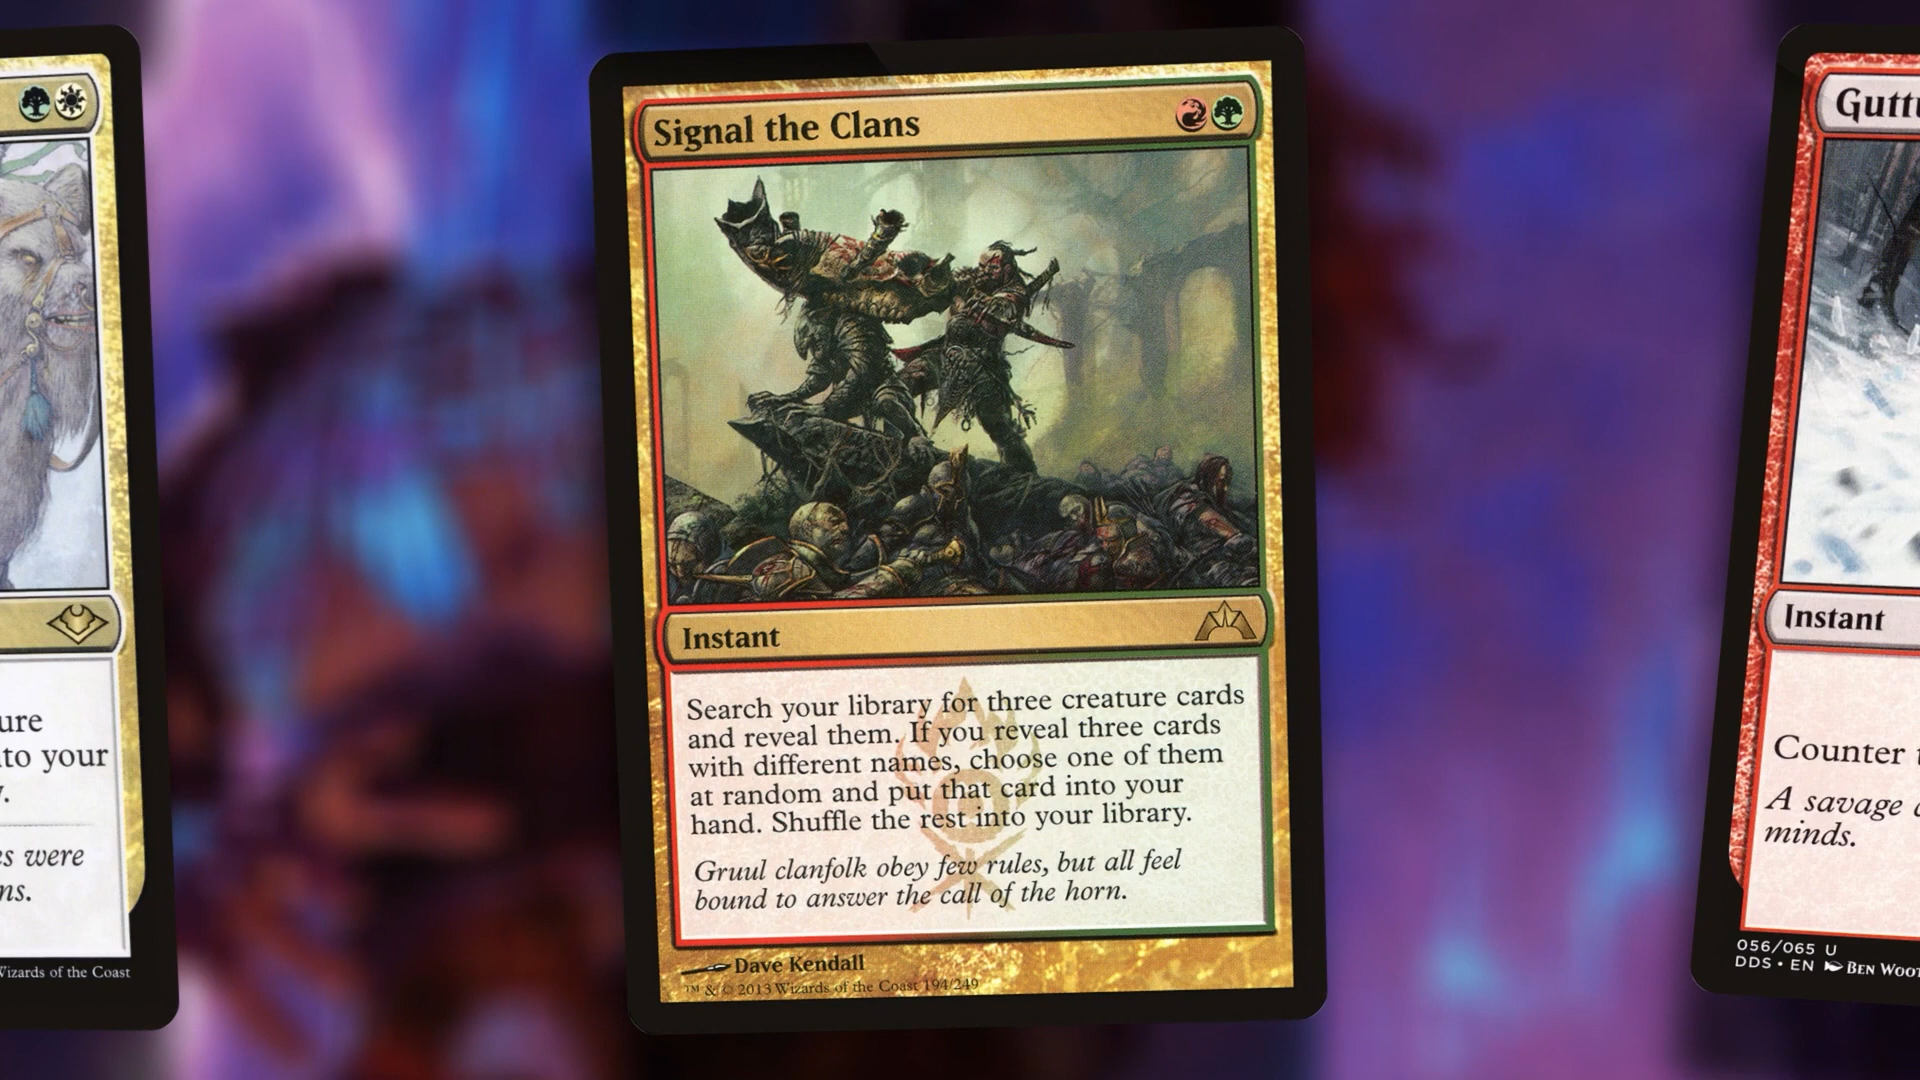 ure
to your
es were
ns.
Wizards of the Coast
Signal the Clans
Instant
Search your library for three creature cards
and reveal them. If you reveal three cards
with different names, choose one of them
at random and put that card into your
hand. Shuffle the rest into your library.
Gruul clanfolk obey few rules, but all feel
bound to answer the call of the horn.
Dave Kendall
™ & © 2013 Wizards of the Coast 194/249
Guttu
Instant
Counter
A savage
minds.
056/065 U
DDS • EN BEN WOOT